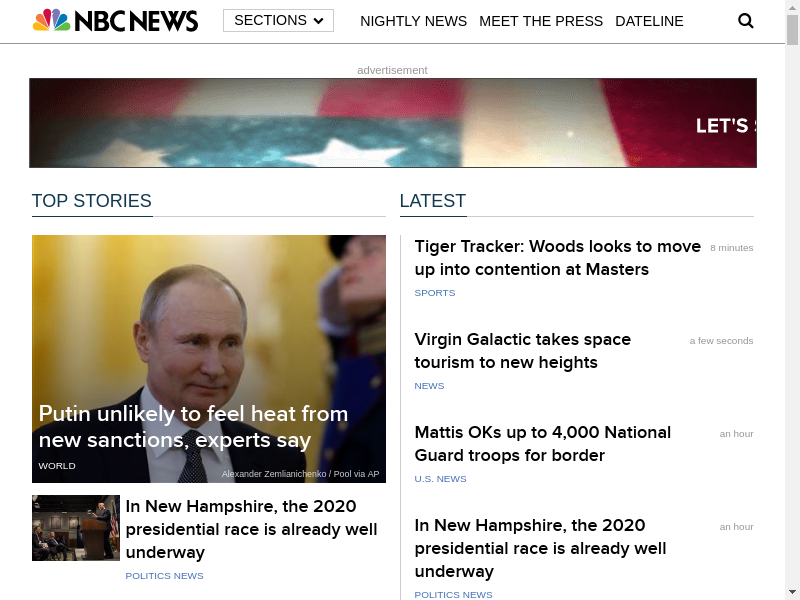 NBC NEWS
SECTIONS
NIGHTLY NEWS
MEET THE PRESS
DATELINE
advertisement
LET'S
TOP STORIES
Putin unlikely to feel heat from
new sanctions, experts say
WORLD
Alexander Zemlianichenko / Pool via AP
In New Hampshire, the 2020
presidential race is already well
underway
POLITICS NEWS
LATEST
Tiger Tracker: Woods looks to move
up into contention at Masters
8 minutes
SPORTS
Virgin Galactic takes space
tourism to new heights
a few seconds
NEWS
Mattis OKs up to 4,000 National
Guard troops for border
an hour
U.S. NEWS
In New Hampshire, the 2020
presidential race is already well
underway
an hour
POLITICS NEWS